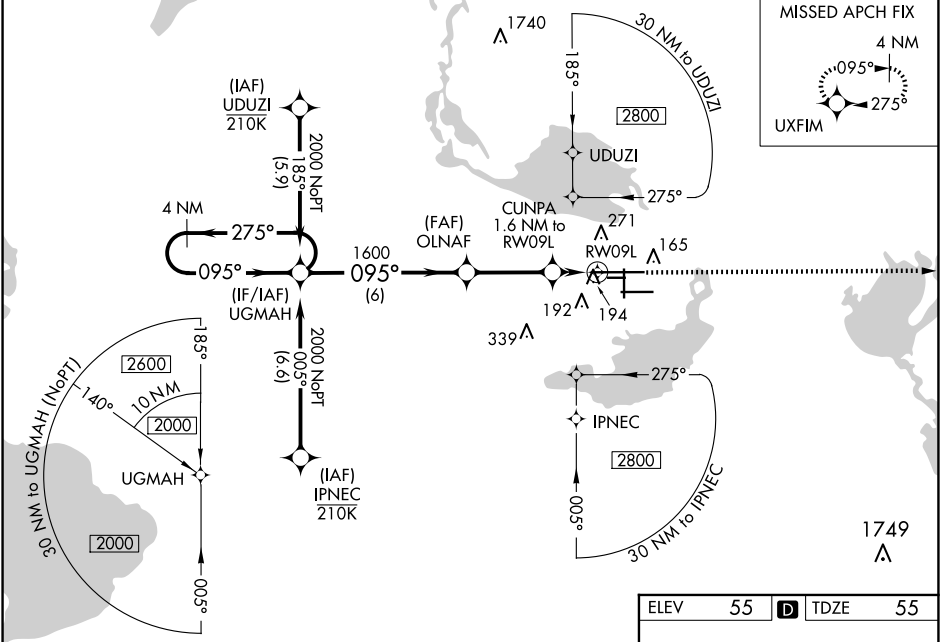 MISSED APCH FIX
4 NM
095°
275°
UXFIM
1740
30 NM to UDUZI
185°
2800
UDUZI
275°
(IAF)
UDUZI
210K
2000 NoPT
185°
(5.9)
4 NM
275°
095°
(IF/IAF)
UGMAH
1600
095°
(6)
(FAF)
OLNAF
CUNPA
1.6 NM to
RW09L
271
RW09L
165
192
194
339
2000 NoPT
005°
(6.6)
(IAF)
IPNEC
210K
30 NM to UGMAH (NoPT)
185°
2600
140°
10 NM
2000
UGMAH
2000
005°
275°
IPNEC
2800
005°
30 NM to IPNEC
1749
ELEV 55 D TDZE 55